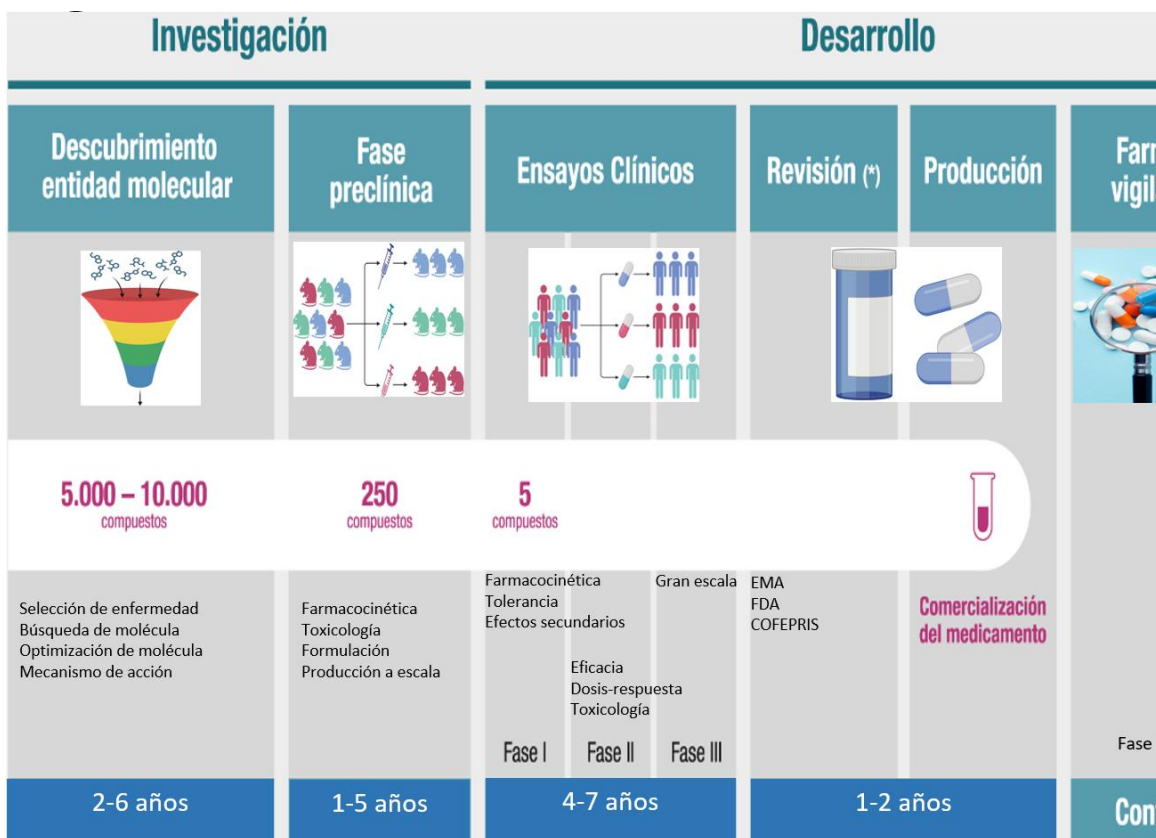 Investigación
Desarrollo
Descubrimiento
entidad molecular
Fase
preclínica
Ensayos Clínicos
Revisión (*)
Producción
5.000 – 10.000
compuestos
250
compuestos
5
compuestos
Selección de enfermedad
Búsqueda de molécula
Optimización de molécula
Mecanismo de acción
Farmacocinética
Toxicología
Formulación
Producción a escala
Farmacocinética
Tolerancia
Efectos secundarios
Eficacia
Dosis-respuesta
Toxicología
Gran escala
Fase I
Fase II
Fase III
EMA
FDA
COFEPRIS
Comercialización
del medicamento
Fase
2-6 años
1-5 años
4-7 años
1-2 años